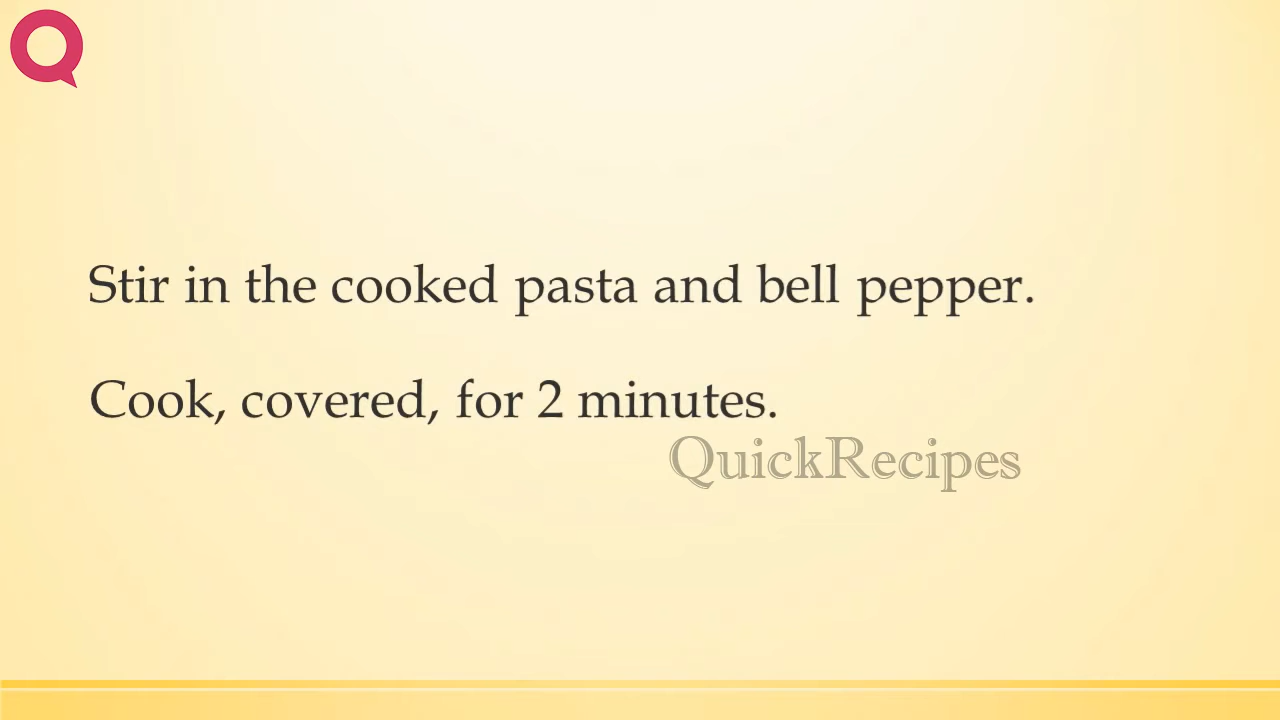 Stir in the cooked pasta and bell pepper.
Cook, covered, for 2 minutes.
QuickRecipes